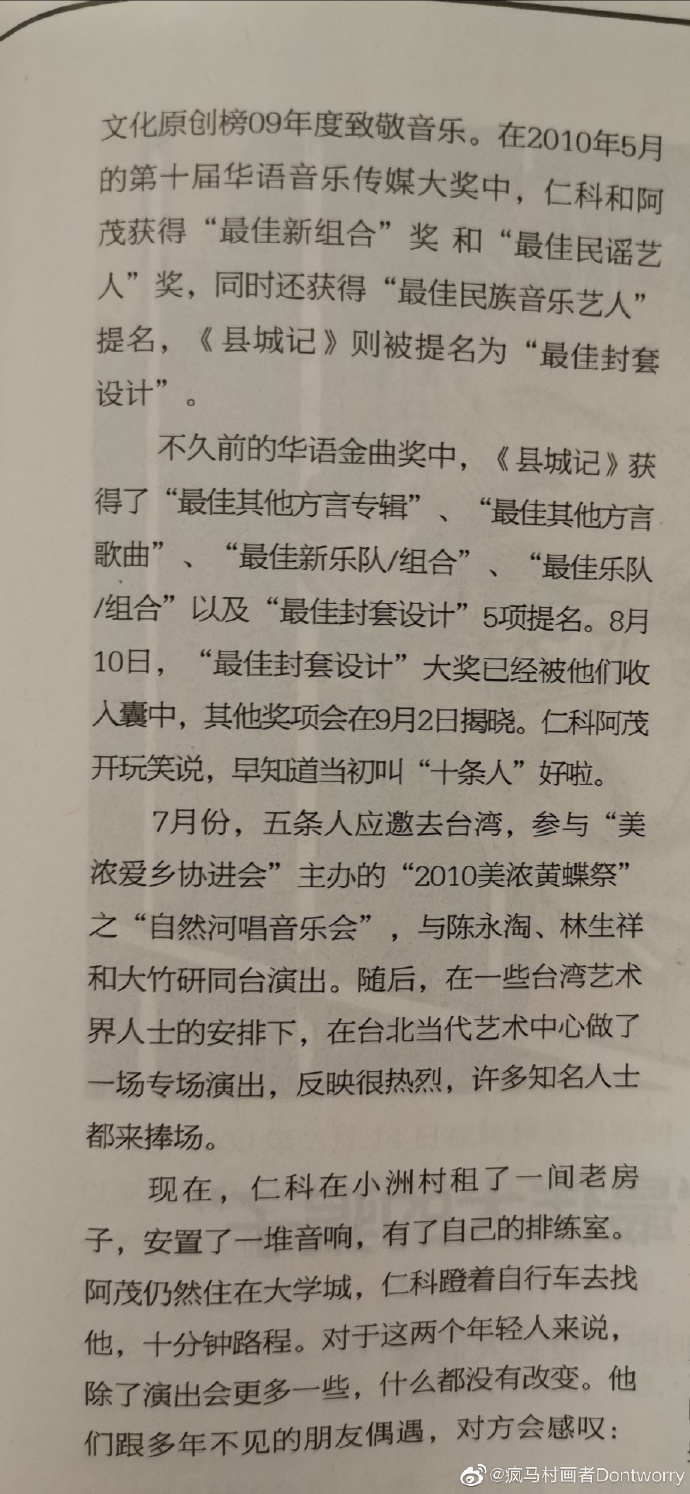 文化原创榜09年度致敬音乐。在2010年5月
的第十届华语音乐传媒大奖中，仁科和阿
茂获得“最佳新组合”奖 和“最佳民谣艺
人”奖，同时还获得“最佳民族音乐艺人”
提名，《县城记》则被提名为“最佳封套
设计”。
不久前的华语金曲奖中，《县城记》获
得了“最佳其他方言专辑”、“最佳其他方言
歌曲”、“最佳新乐队/组合”、“最佳乐队
/组合”以及“最佳封套设计”5项提名。8月
10日，“最佳封套设计”大奖已经被他们收
入囊中，其他奖项会在9月2日揭晓。仁科阿茂
开玩笑说，早知道当初叫“十条人”好啦。
7月份，五条人应邀去台湾，参与“美
浓爱乡协进会”主办的“2010美浓黄蝶祭”
之“自然河唱音乐会”，与陈永淘、林生祥
和大竹研同台演出。随后，在一些台湾艺术
界人士的安排下，在台北当代艺术中心做了
一场专场演出，反映很热烈，许多知名人士
都来捧场。
现在，仁科在小洲村租了一间老房
子，安置了一堆音响，有了自己的排练室。
阿茂仍然住在大学城，仁科蹬着自行车去找
他，十分钟路程。对于这两个年轻人来说，
除了演出会更多一些，什么都没有改变。他
们跟多年不见的朋友偶遇，对方会感叹：
@疯马村画者Dontworry